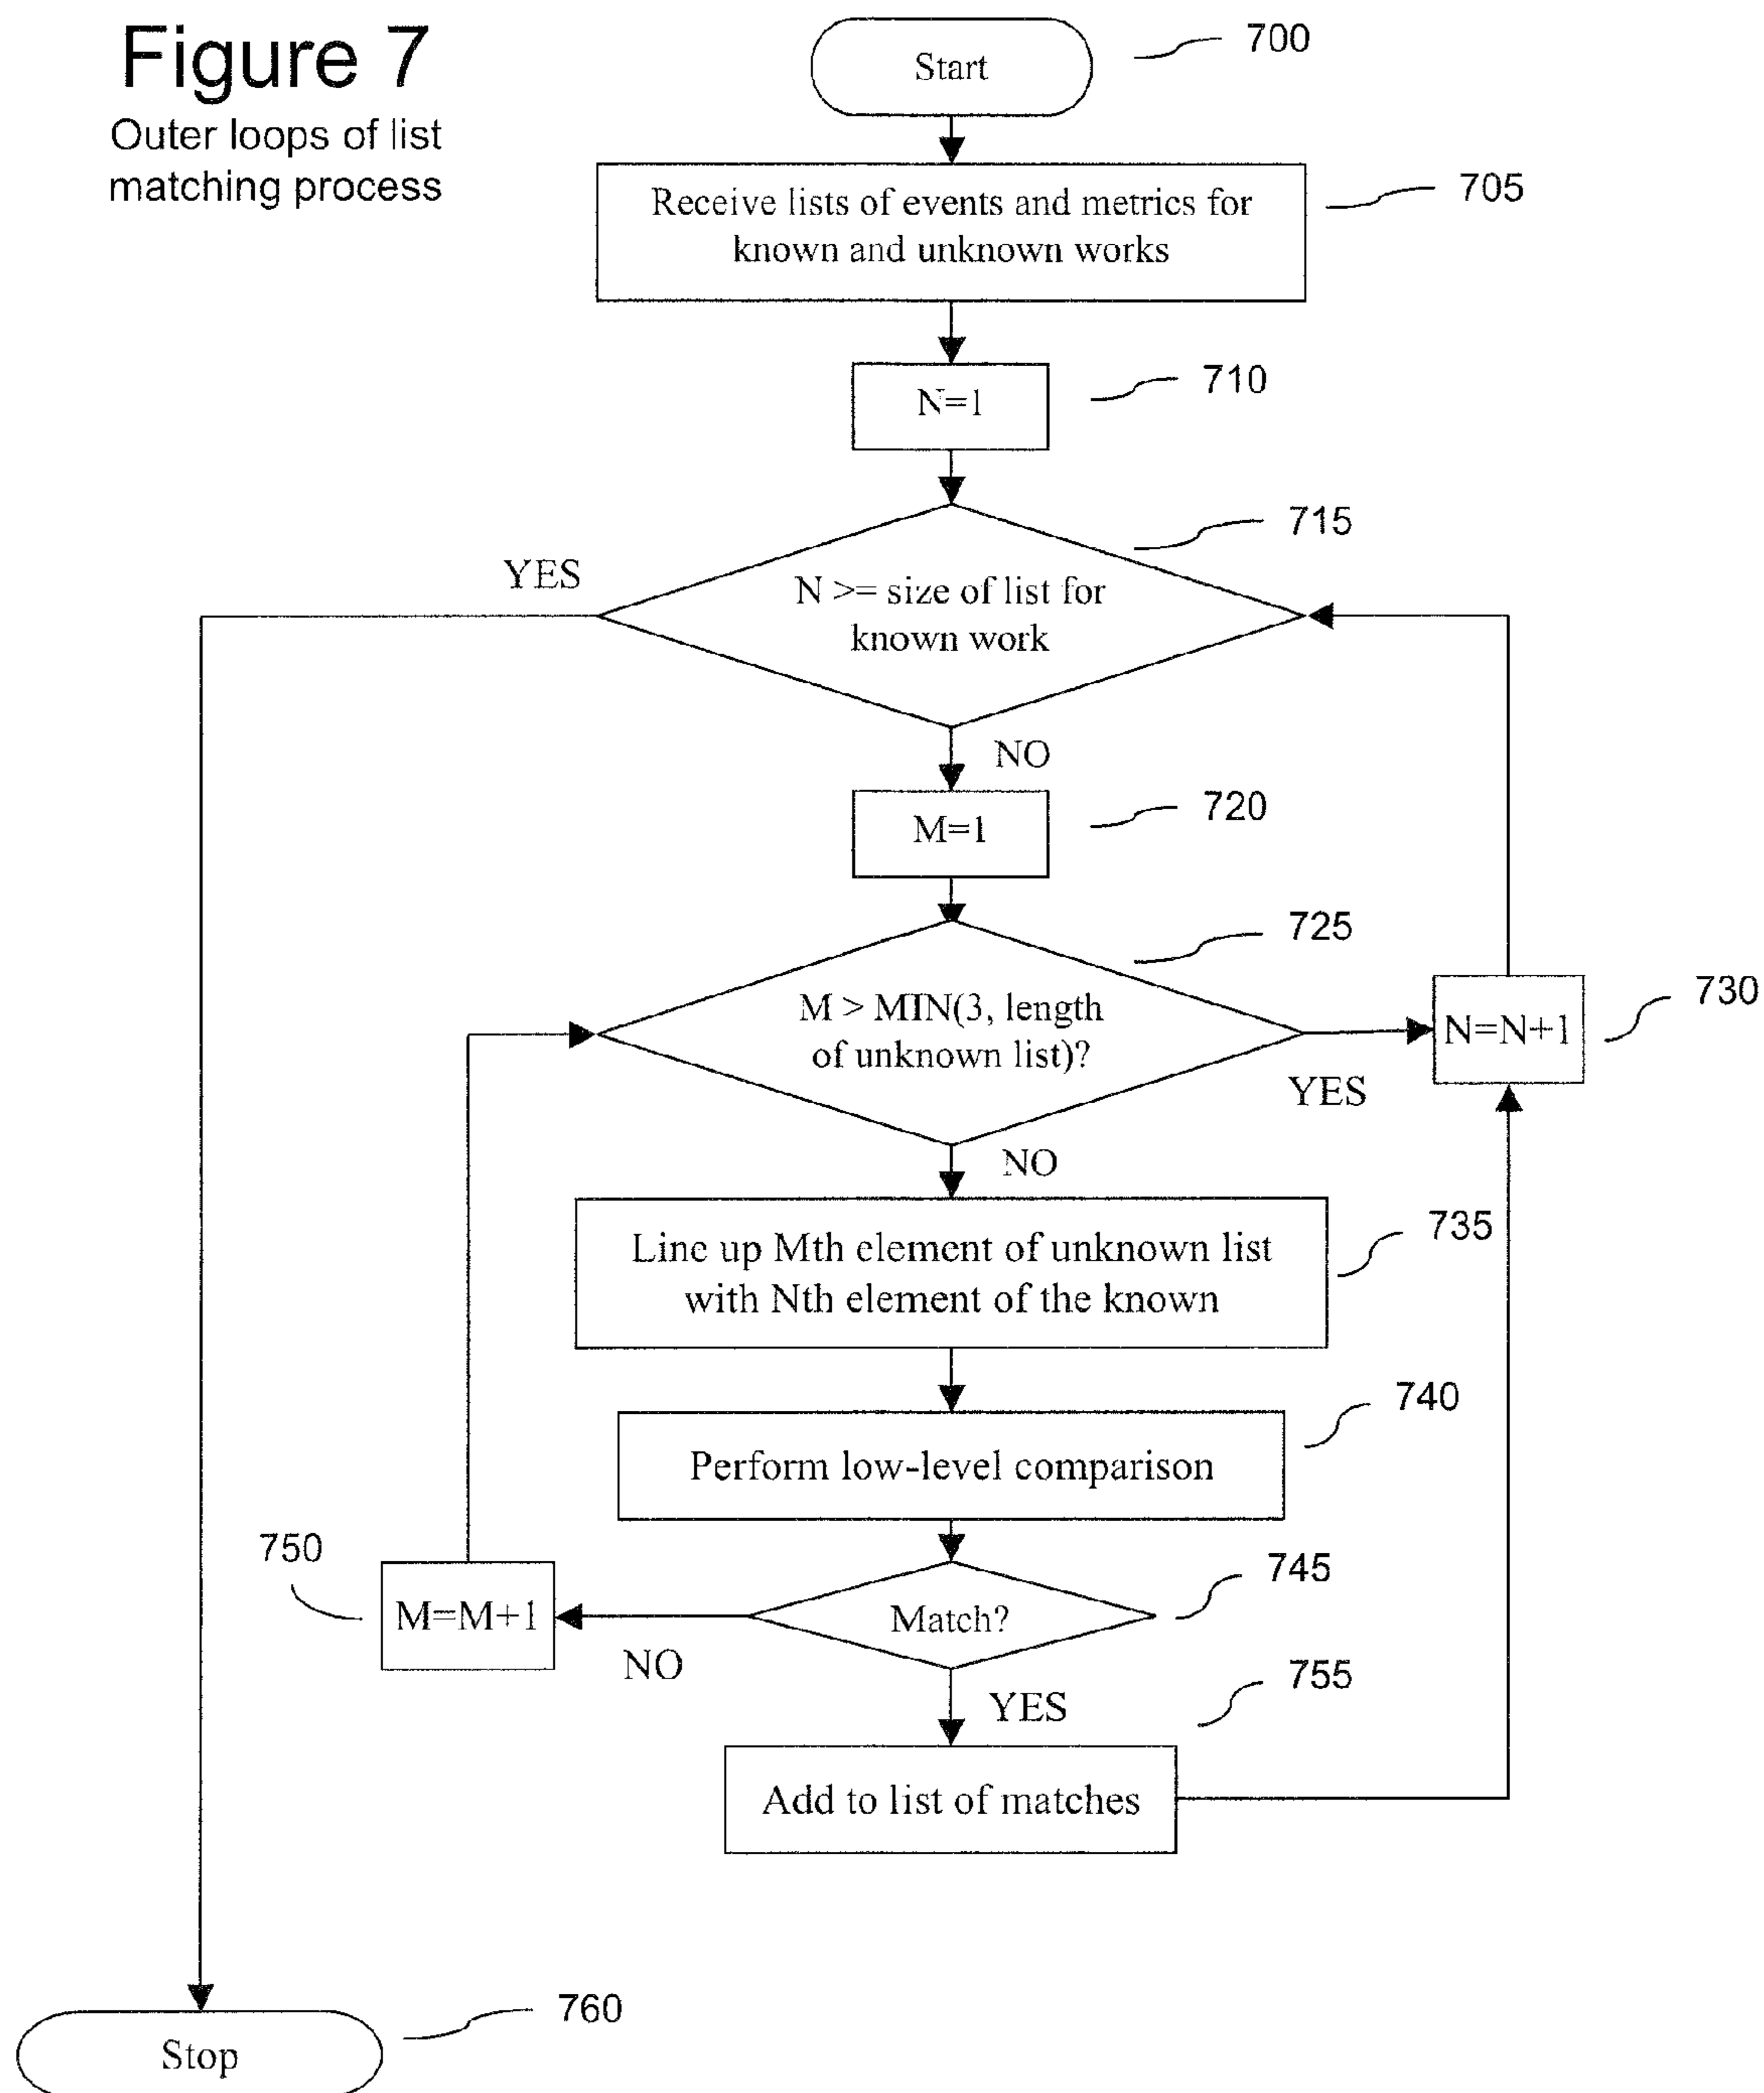 Figure 7
Outer loops of list
matching process
Start
700
Receive lists of events and metrics for
known and unknown works
705
N=1
710
715
YES
N >= size of list for
known work
NO
M=1
720
725
M > MIN(3, length
of unknown list)?
N=N+1
730
YES
NO
Line up Mth element of unknown list
with Nth element of the known
735
740
Perform low-level comparison
750
745
M=M+1
Match?
NO
755
YES
Add to list of matches
760
Stop